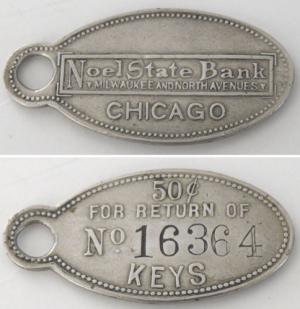 Noel State Bank
MILWAUKEE AND NORTH AVENUES
CHICAGO
50¢
FOR RETURN OF
No 16364
KEYS